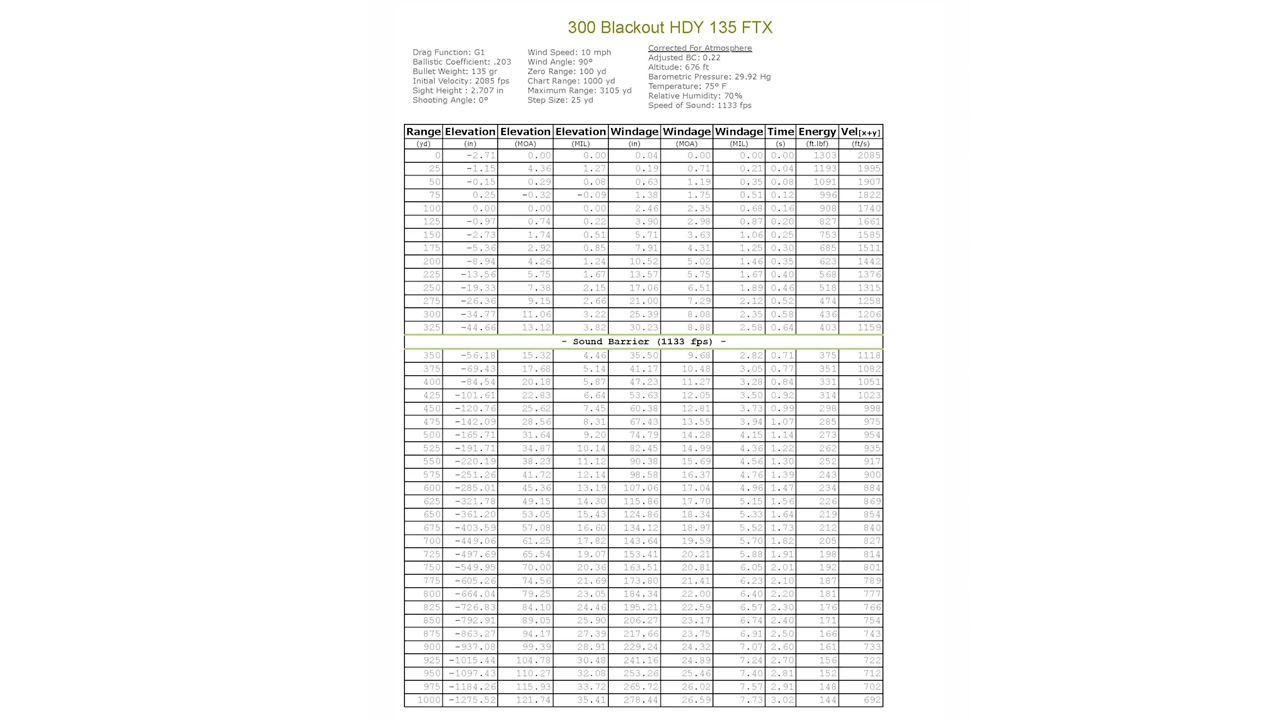 300 Blackout HDY 135 FTX
Drag Function: G1
Ballistic Coefficient: .203
Bullet Weight: 135 gr
Initial Velocity: 2085 fps
Sight Height : 2.707 in
Shooting Angle: 0°
Wind Speed: 10 mph
Wind Angle: 90°
Zero Range: 100 yd
Chart Range: 1000 yd
Maximum Range: 3105 yd
Step Size: 25 yd
Corrected For Atmosphere
Adjusted BC: 0.22
Altitude: 676 ft
Barometric Pressure: 29.92 Hg
Temperature: 75° F
Relative Humidity: 70%
Speed of Sound: 1133 fps
Range Elevation Elevation Elevation Windage Windage Windage Time Energy Vel[x+y]
(yd) (in) (MOA) (MIL) (in) (MOA) (MIL) (s) (ft.lbf) (ft/s)
0 -2.71 0.00 0.00 0.04 0.00 0.00 0.00 1303 2085
25 -1.15 4.36 1.27 0.19 0.71 0.21 0.04 1193 1995
50 -0.15 0.29 0.08 0.63 1.19 0.35 0.08 1091 1907
75 0.25 -0.32 -0.09 1.38 1.75 0.51 0.12 996 1822
100 0.00 0.00 0.00 2.46 2.35 0.68 0.16 908 1740
125 -0.97 0.74 0.22 3.90 2.98 0.87 0.20 827 1661
150 -2.73 1.74 0.51 5.71 3.63 1.06 0.25 753 1585
175 -5.36 2.92 0.85 7.91 4.31 1.25 0.30 685 1511
200 -8.94 4.26 1.24 10.52 5.02 1.46 0.35 623 1442
225 -13.56 5.75 1.67 13.57 5.75 1.67 0.40 568 1376
250 -19.33 7.38 2.15 17.06 6.51 1.89 0.46 518 1315
275 -26.36 9.15 2.66 21.00 7.29 2.12 0.52 474 1258
300 -34.77 11.06 3.22 25.39 8.08 2.35 0.58 436 1206
325 -44.66 13.12 3.82 30.23 8.88 2.58 0.64 403 1159
- Sound Barrier (1133 fps) -
350 -56.18 15.32 4.46 35.50 9.68 2.82 0.71 375 1118
375 -69.43 17.68 5.14 41.17 10.48 3.05 0.77 351 1082
400 -84.54 20.18 5.87 47.23 11.27 3.28 0.84 331 1051
425 -101.61 22.83 6.64 53.63 12.05 3.50 0.92 314 1023
450 -120.76 25.62 7.45 60.38 12.81 3.73 0.99 298 998
475 -142.09 28.56 8.31 67.43 13.55 3.94 1.07 285 975
500 -165.71 31.64 9.20 74.79 14.28 4.15 1.14 273 954
525 -191.71 34.87 10.14 82.45 14.99 4.36 1.22 262 935
550 -220.19 38.23 11.12 90.38 15.69 4.56 1.30 252 917
575 -251.26 41.72 12.14 98.58 16.37 4.76 1.39 243 900
600 -285.01 45.36 13.19 107.06 17.04 4.96 1.47 234 884
625 -321.78 49.15 14.30 115.86 17.70 5.15 1.56 226 869
650 -361.20 53.05 15.43 124.86 18.34 5.33 1.64 219 854
675 -403.59 57.08 16.60 134.12 18.97 5.52 1.73 212 840
700 -449.06 61.25 17.82 143.64 19.59 5.70 1.82 205 827
725 -497.69 65.54 19.07 153.41 20.21 5.88 1.91 198 814
750 -549.95 70.00 20.36 163.51 20.81 6.05 2.01 192 801
775 -605.26 74.56 21.69 173.80 21.41 6.23 2.10 187 789
800 -664.04 79.25 23.05 184.34 22.00 6.40 2.20 181 777
825 -726.83 84.10 24.46 195.21 22.59 6.57 2.30 176 766
850 -792.91 89.05 25.90 206.27 23.17 6.74 2.40 171 754
875 -863.27 94.17 27.39 217.66 23.75 6.91 2.50 166 743
900 -937.08 99.39 28.91 229.24 24.32 7.07 2.60 161 733
925 -1015.44 104.78 30.48 241.16 24.89 7.24 2.70 156 722
950 -1097.43 110.27 32.08 253.26 25.46 7.40 2.81 152 712
975 -1184.26 115.93 33.72 265.72 26.02 7.57 2.91 148 702
1000 -1275.52 121.74 35.41 278.44 26.59 7.73 3.02 144 692